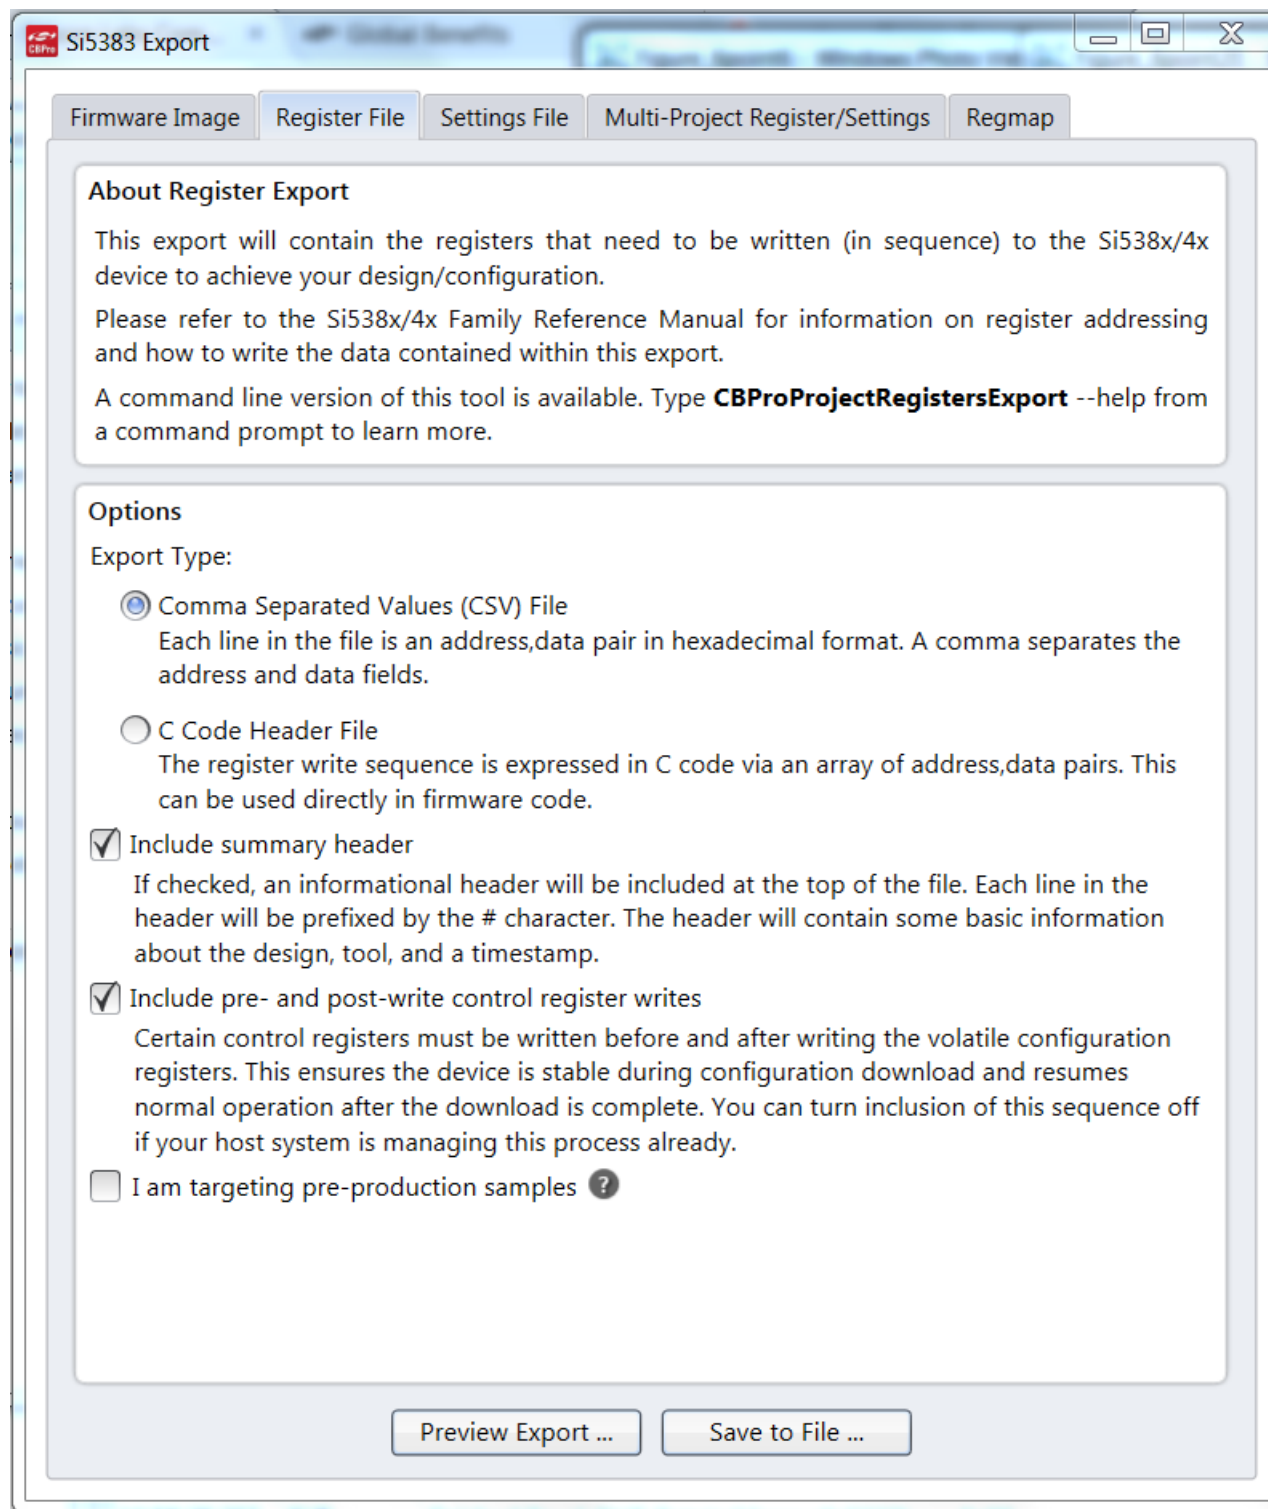 CBPro
Si5383 Export
Global Benefits
Firmware Image
Register File
Settings File
Multi-Project Register/Settings
Regmap
About Register Export
This export will contain the registers that need to be written (in sequence) to the Si538x/4x
device to achieve your design/configuration.
Please refer to the Si538x/4x Family Reference Manual for information on register addressing
and how to write the data contained within this export.
A command line version of this tool is available. Type CBProProjectRegistersExport --help from
a command prompt to learn more.
Options
Export Type:
Comma Separated Values (CSV) File
Each line in the file is an address,data pair in hexadecimal format. A comma separates the
address and data fields.
C Code Header File
The register write sequence is expressed in C code via an array of address,data pairs. This
can be used directly in firmware code.
Include summary header
If checked, an informational header will be included at the top of the file. Each line in the
header will be prefixed by the # character. The header will contain some basic information
about the design, tool, and a timestamp.
Include pre- and post-write control register writes
Certain control registers must be written before and after writing the volatile configuration
registers. This ensures the device is stable during configuration download and resumes
normal operation after the download is complete. You can turn inclusion of this sequence off
if your host system is managing this process already.
I am targeting pre-production samples ?
Preview Export ...
Save to File ...